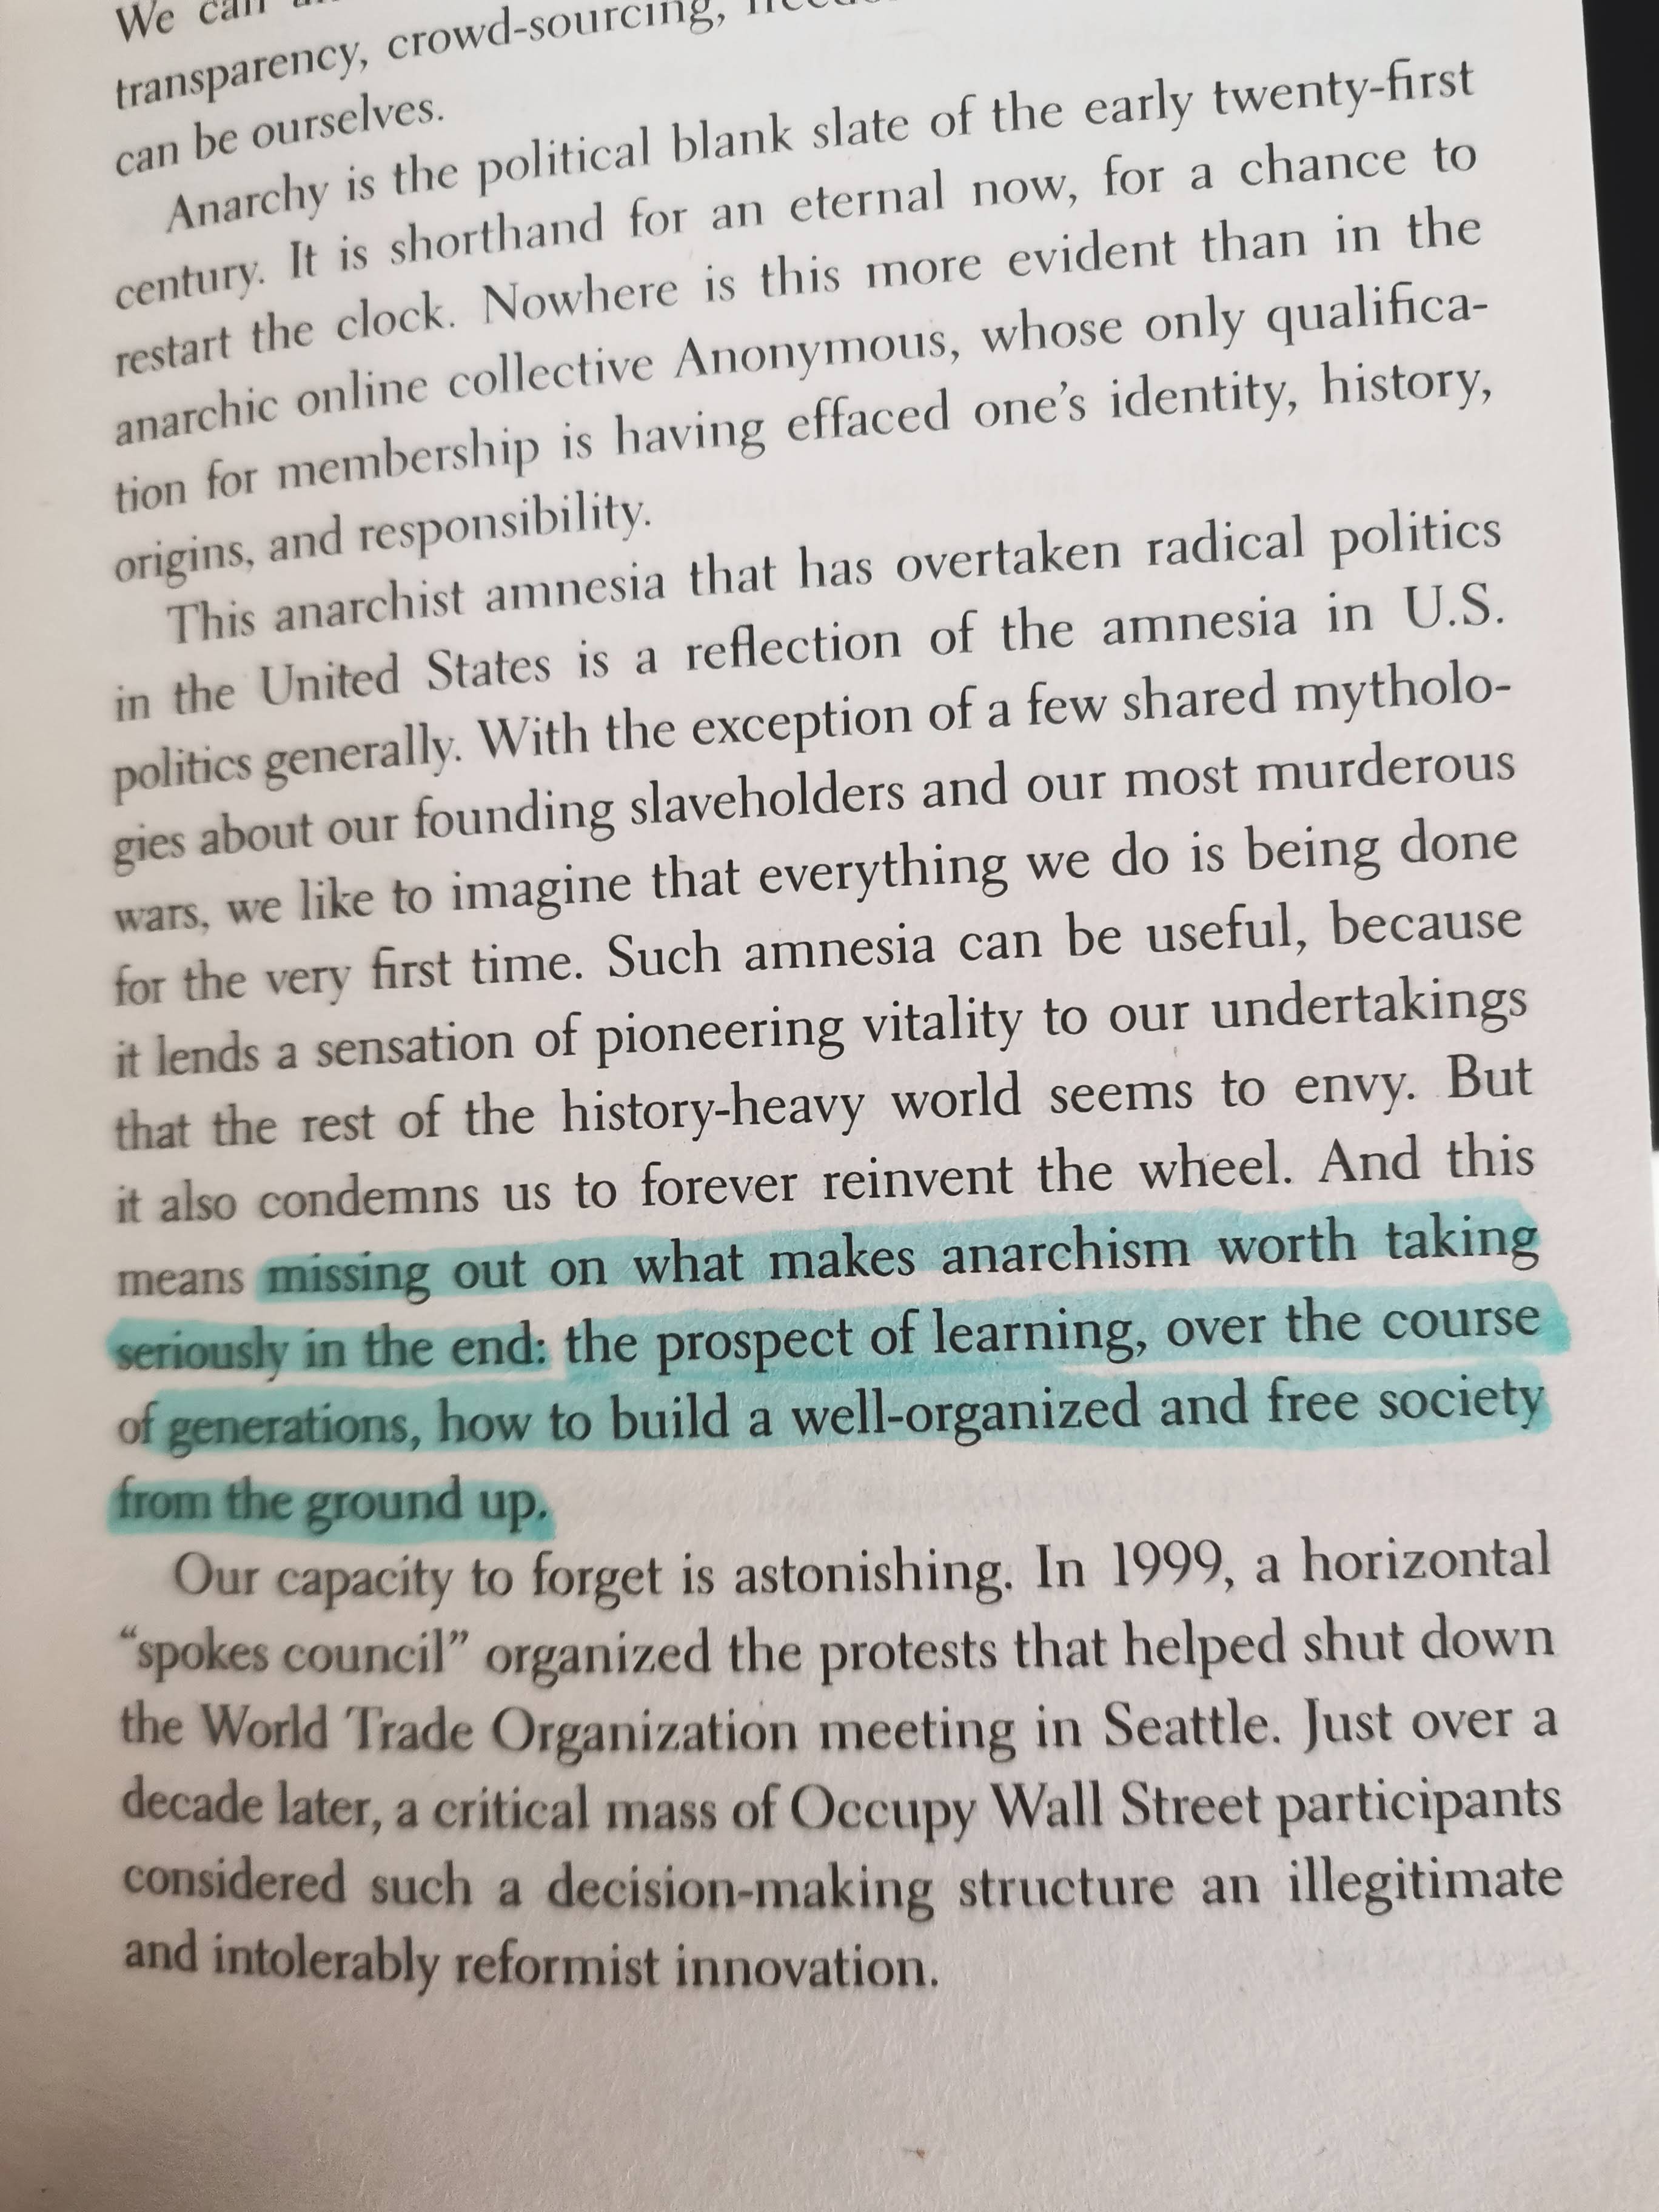 We can
transparency, crowd-sourcing,
can be ourselves.
Anarchy is the political blank slate of the early twenty-first
century. It is shorthand for an eternal now, for a chance to
restart the clock. Nowhere is this more evident than in the
anarchic online collective Anonymous, whose only qualifica-
tion for membership is having effaced one’s identity, history,
origins, and responsibility.
This anarchist amnesia that has overtaken radical politics
in the United States is a reflection of the amnesia in U.S.
politics generally. With the exception of a few shared mytholo-
gies about our founding slaveholders and our most murderous
wars, we like to imagine that everything we do is being done
for the very first time. Such amnesia can be useful, because
it lends a sensation of pioneering vitality to our undertakings
that the rest of the history-heavy world seems to envy. But
it also condemns us to forever reinvent the wheel. And this
means missing out on what makes anarchism worth taking
seriously in the end: the prospect of learning, over the course
of generations, how to build a well-organized and free society
from the ground up.
Our capacity to forget is astonishing. In 1999, a horizontal
“spokes council” organized the protests that helped shut down
the World Trade Organization meeting in Seattle. Just over a
decade later, a critical mass of Occupy Wall Street participants
considered such a decision-making structure an illegitimate
and intolerably reformist innovation.